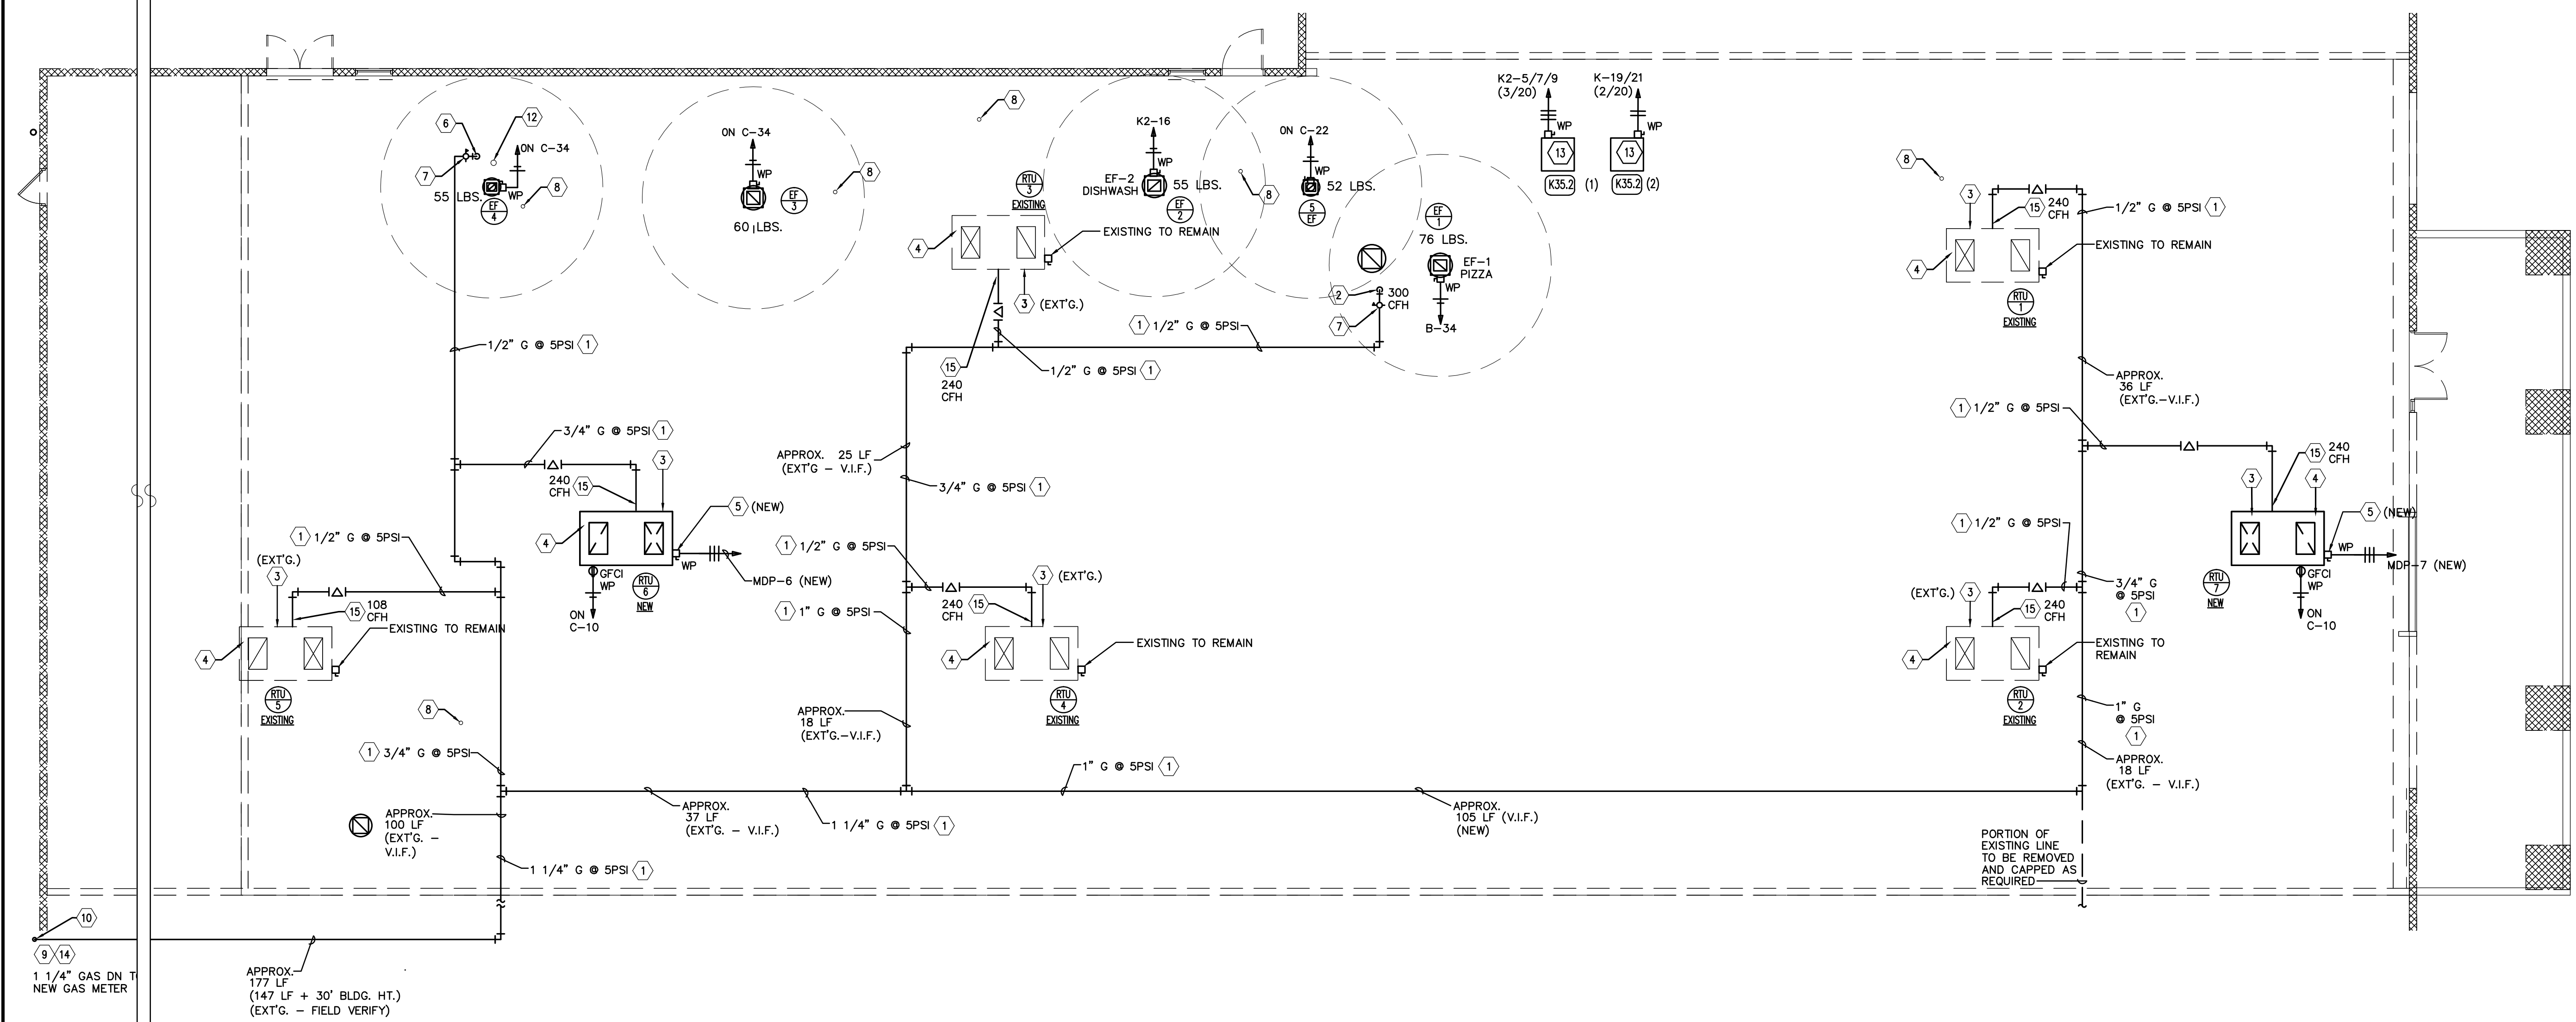 K2-5/7/9
(3/20)
K-19/21
(2/20)
WP
WP
13
13
K35.2
(1)
K35.2
(2)
6
12
ON C-34
7
8
WP
55 LBS.
EF
4
ON C-34
WP
EF
3
60 LBS.
8
8
K2-16
WP
EF-2
DISHWASH
55 LBS.
EF
2
8
ON C-22
WP
52 LBS.
5
EF
EF
1
76 LBS.
EF-1
PIZZA
WP
B-34
2
300
CFH
7
RTU
3
EXISTING
4
EXISTING TO REMAIN
3
(EXT'G.)
1
1/2" G @ 5PSI
15
240
CFH
1/2" G @ 5PSI
1
8
3
15
240
CFH
1/2" G @ 5PSI
1
4
EXISTING TO REMAIN
RTU
1
EXISTING
APPROX.
36 LF
(EXT'G.-V.I.F.)
1/2" G @ 5PSI
1
3/4" G @ 5PSI
1
3
240
CFH
15
5
(NEW)
4
WP
MDP-6 (NEW)
GFCI
WP
ON
C-10
RTU
6
NEW
APPROX. 25 LF
(EXT'G - V.I.F.)
3/4" G @ 5PSI
1
1
1/2" G @ 5PSI
1
1/2" G @ 5PSI
15
240
CFH
3
4
5
(NEW)
WP
MDP-7 (NEW)
GFCI
WP
ON
C-10
RTU
7
NEW
1
1/2" G @ 5PSI
(EXT'G.)
3
15
108
CFH
4
EXISTING TO REMAIN
RTU
5
EXISTING
1
1" G @ 5PSI
3
(EXT'G.)
240
CFH
15
4
EXISTING TO REMAIN
RTU
4
EXISTING
1
1/2" G @ 5PSI
(EXT'G.)
3
15
240
CFH
3/4" G
@ 5PSI
1
4
EXISTING TO
REMAIN
RTU
2
EXISTING
1" G
@ 5PSI
1
APPROX.
18 LF
(EXT'G. - V.I.F.)
8
1
3/4" G @ 5PSI
APPROX.
18 LF
(EXT'G.-V.I.F.)
1" G @ 5PSI
1
APPROX.
100 LF
(EXT'G. -
V.I.F.)
APPROX.
37 LF
(EXT'G. - V.I.F.)
1 1/4" G @ 5PSI
1
APPROX.
105 LF (V.I.F.)
(NEW)
1 1/4" G @ 5PSI
1
PORTION OF
EXISTING LINE
TO BE REMOVED
AND CAPPED AS
REQUIRED
10
9
14
1 1/4" GAS DN TO
NEW GAS METER
APPROX.
177 LF
(147 LF + 30' BLDG. HT.)
(EXT'G. - FIELD VERIFY)